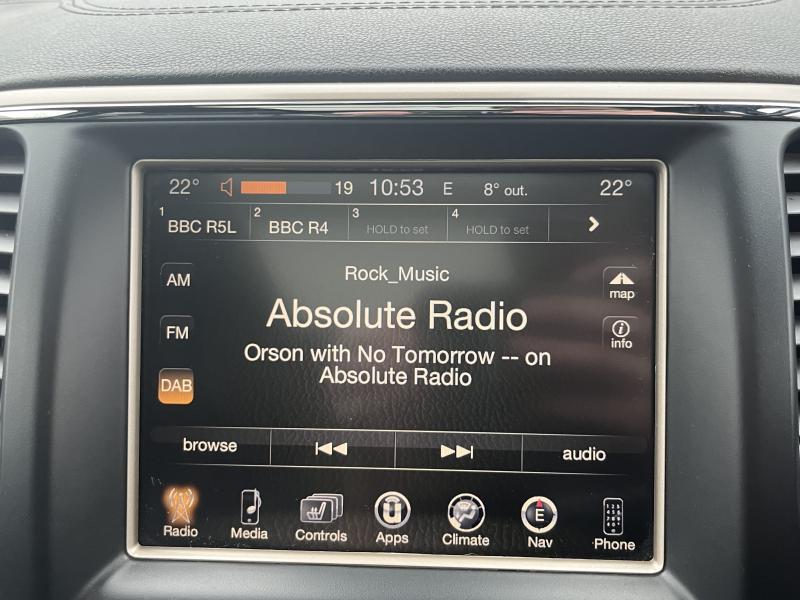 22° 19 10:53 E 8° out. 22°
1 BBC R5L 2 BBC R4 3 HOLD to set 4 HOLD to set
Rock_Music
AM
map
Absolute Radio
FM
i info
Orson with No Tomorrow -- on
Absolute Radio
DAB
browse audio
Radio Media Controls Apps Climate E Nav Phone